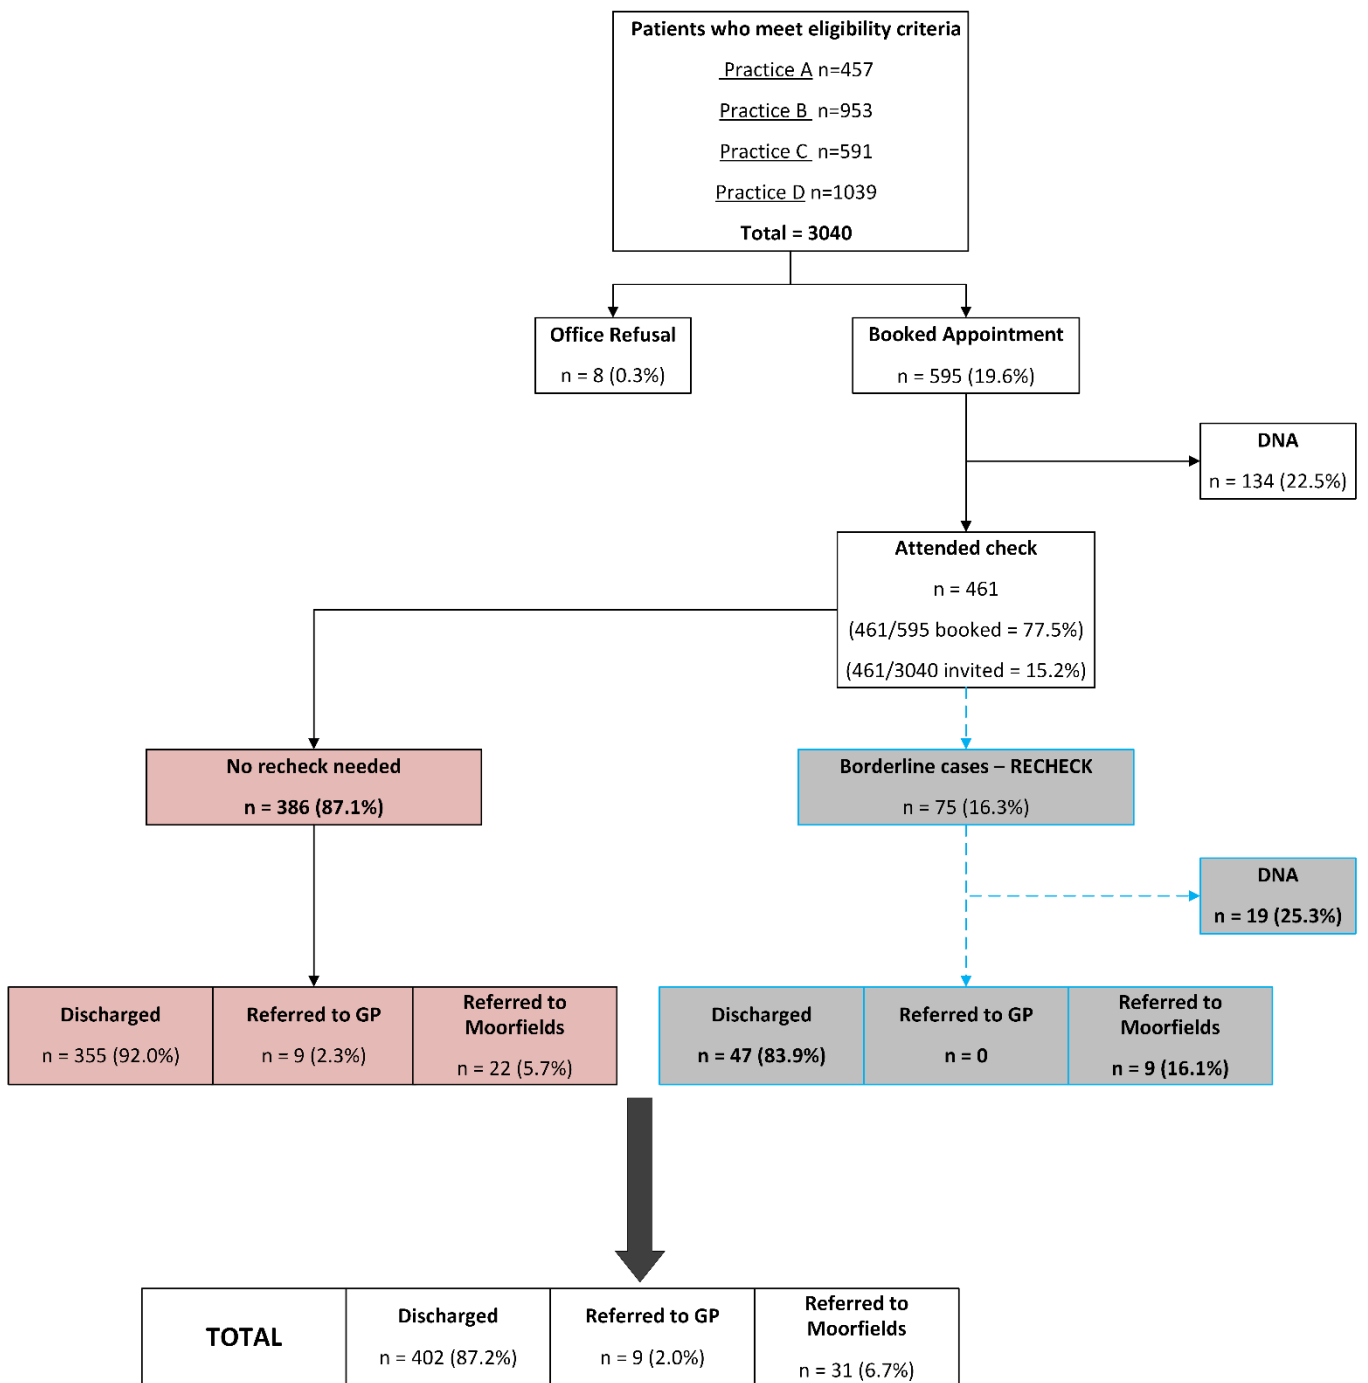 Patients who meet eligibility criteria
Practice A n=457
Practice B n=953
Practice C n=591
Practice D n=1039
Total = 3040
Office Refusal
n = 8 (0.3%)
Booked Appointment
n = 595 (19.6%)
DNA
n = 134 (22.5%)
Attended check
n = 461
(461/595 booked = 77.5%)
(461/3040 invited = 15.2%)
No recheck needed
n = 386 (87.1%)
Borderline cases – RECHECK
n = 75 (16.3%)
DNA
n = 19 (25.3%)
Discharged
n = 355 (92.0%)
Referred to GP
n = 9 (2.3%)
Referred to
Moorfields
n = 22 (5.7%)
Discharged
n = 47 (83.9%)
Referred to GP
n = 0
Referred to
Moorfields
n = 9 (16.1%)
TOTAL
Discharged
n = 402 (87.2%)
Referred to GP
n = 9 (2.0%)
Referred to
Moorfields
n = 31 (6.7%)